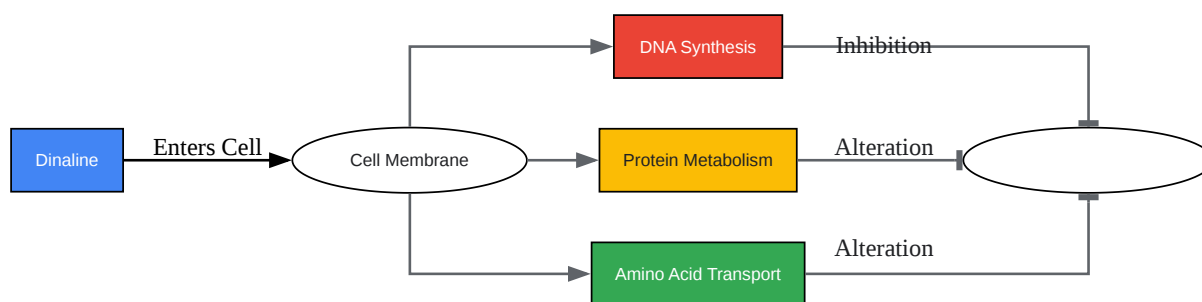 DNA Synthesis
Inhibition
Dinaline
Enters Cell
Cell Membrane
Protein Metabolism
Alteration
Amino Acid Transport
Alteration